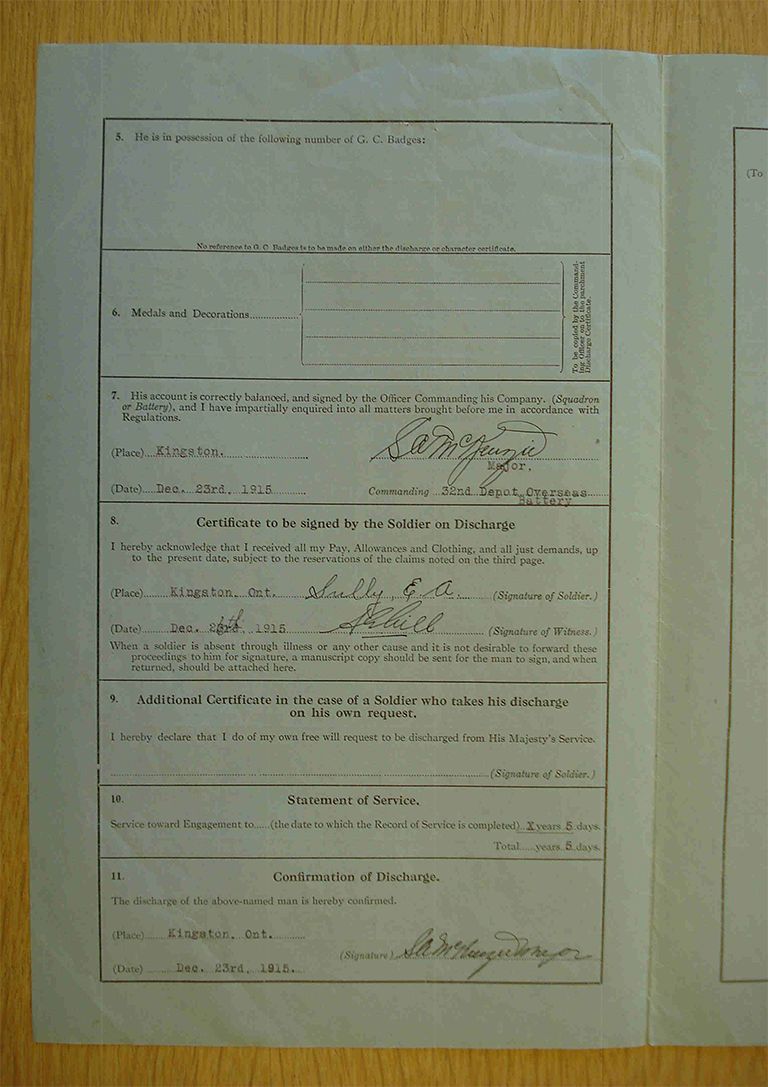 5. He is in possession of the following number of G. C. Badges:
No reference to G. C. Badges is to be made on either the discharge or character certificate.
6. Medals and Decorations
To be copied by the Command-
ing Officer on to the parchment
Discharge Certificate.
7. His account is correctly balanced, and signed by the Officer Commanding his Company. (Squadron
or Battery), and I have impartially enquired into all matters brought before me in accordance with
Regulations.
(Place) Kingston. SA McKenzie
Major.
(Date) Dec. 23rd, 1915 Commanding 32nd Depot Overseas
Battery
8. Certificate to be signed by the Soldier on Discharge
I hereby acknowledge that I received all my Pay, Allowances and Clothing, and all just demands, up
to the present date, subject to the reservations of the claims noted on the third page.
(Place) Kingston, Ont. Sully E. A. (Signature of Soldier.)
(Date) Dec. 1915 (Signature of Witness.)
When a soldier is absent through illness or any other cause and it is not desirable to forward these
proceedings to him for signature, a manuscript copy should be sent for the man to sign, and when
returned, should be attached here.
9. Additional Certificate in the case of a Soldier who takes his discharge
on his own request.
I hereby declare that I do of my own free will request to be discharged from His Majesty's Service.
(Signature of Soldier.)
10. Statement of Service.
Service toward Engagement to......(the date to which the Record of Service is completed) X years 5 days.
Total......years 5 days.
11. Confirmation of Discharge.
The discharge of the above-named man is hereby confirmed.
(Place) Kingston, Ont.
(Signature) SA McKenzie Major
(Date) Dec. 23rd, 1915.
(To